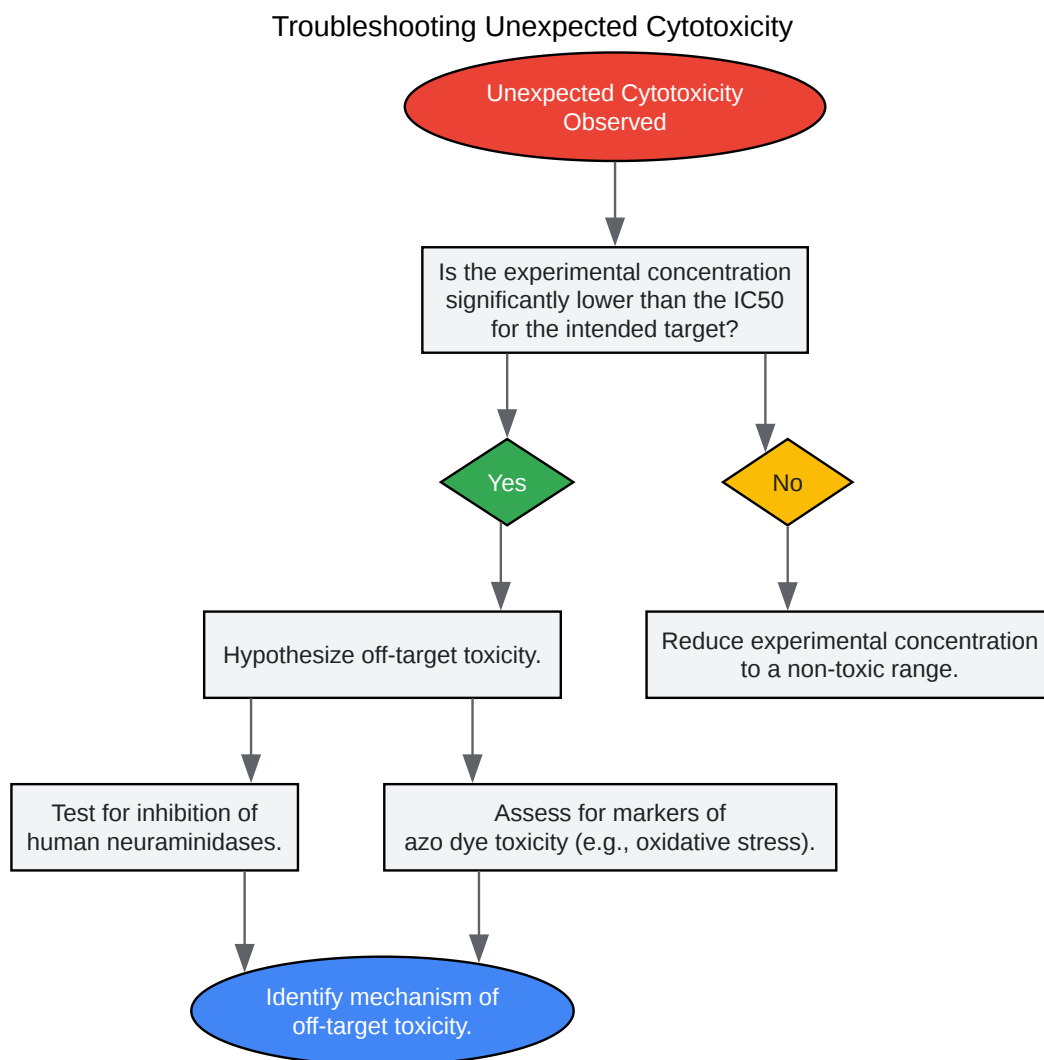 Troubleshooting Unexpected Cytotoxicity
Unexpected Cytotoxicity
Observed
Is the experimental concentration
significantly lower than the IC50
for the intended target?
Yes
No
Hypothesize off-target toxicity.
Reduce experimental concentration
to a non-toxic range.
Test for inhibition of
human neuraminidases.
Assess for markers of
azo dye toxicity (e.g., oxidative stress).
Identify mechanism of
off-target toxicity.